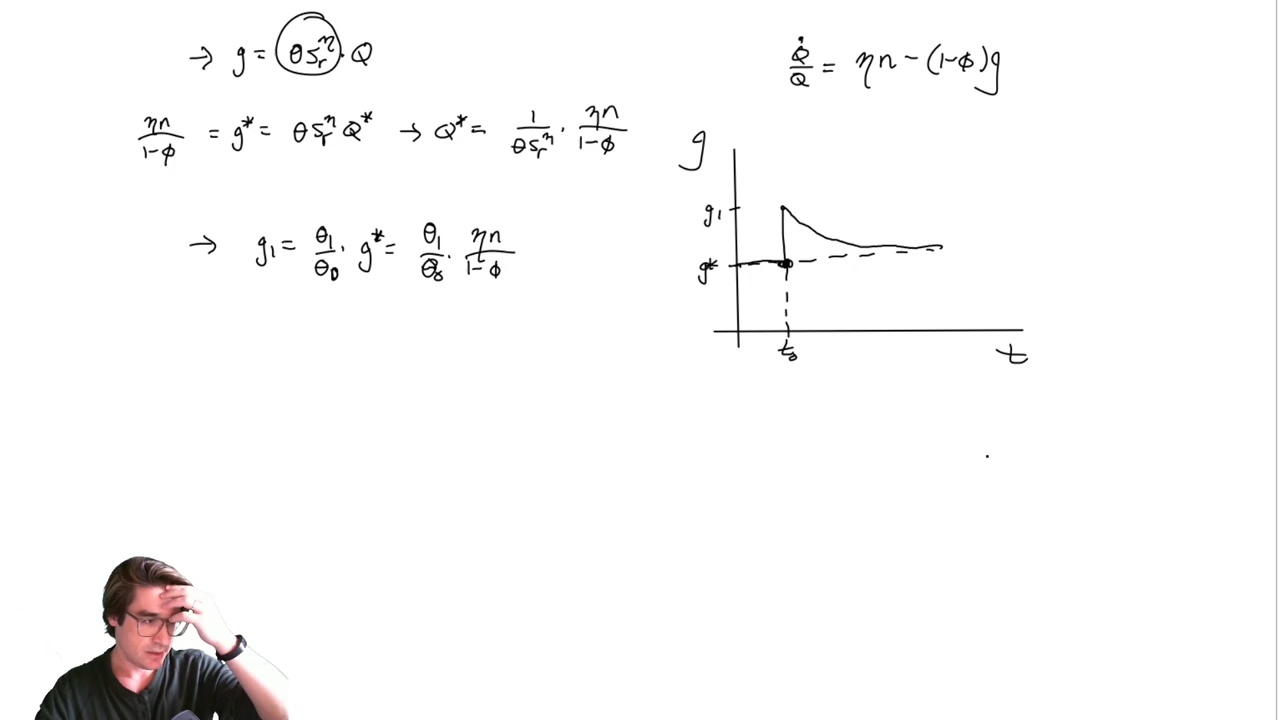 → g = θ s_r^η · Q
ηn/(1-φ) = g* = θ s_r^η Q* → Q* = 1/(θ s_r^η) · ηn/(1-φ)
→ g₁ = θ₁/θ₀ · g* = θ₁/θ₀ · ηn/(1-φ)
Q̇/Q = ηn - (1-φ)g
g
g₁
g*
t₀
t